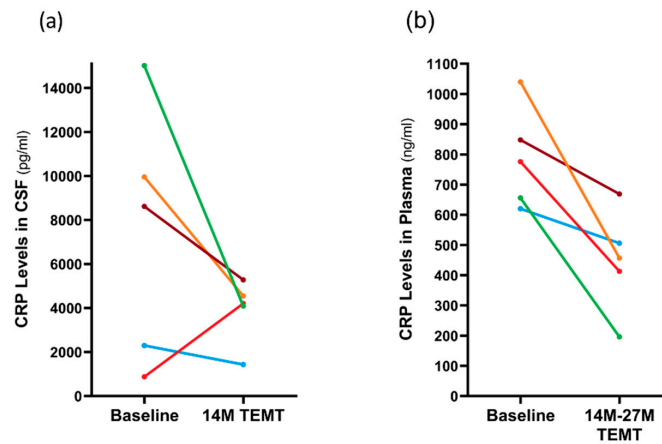 (a)
CRP Levels in CSF (pg/ml)
14000
12000
10000
8000
6000
4000
2000
0
Baseline
14M TEMT
(b)
CRP Levels in Plasma (ng/ml)
1100
1000
900
800
700
600
500
400
300
200
100
0
Baseline
14M-27M
TEMT